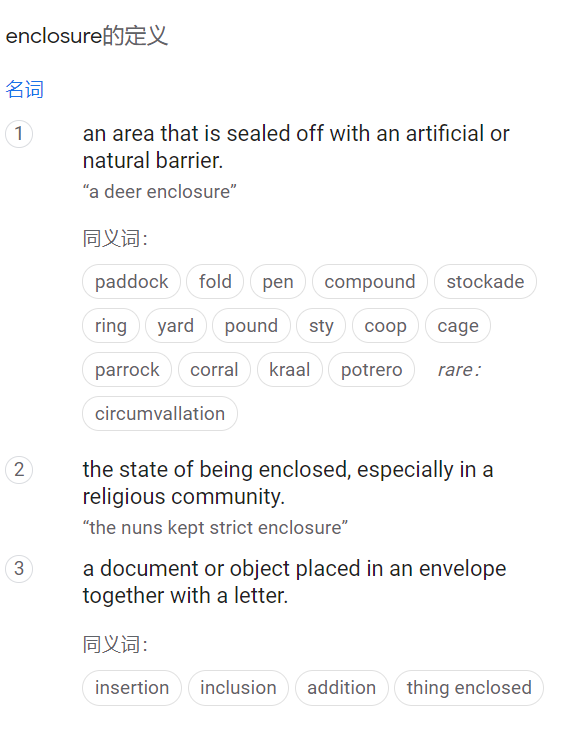 enclosure的定义
名词
1 an area that is sealed off with an artificial or
natural barrier.
“a deer enclosure”
同义词：
paddock fold pen compound stockade
ring yard pound sty coop cage
parrock corral kraal potrero rare：
circumvallation
2 the state of being enclosed, especially in a
religious community.
“the nuns kept strict enclosure”
3 a document or object placed in an envelope
together with a letter.
同义词：
insertion inclusion addition thing enclosed